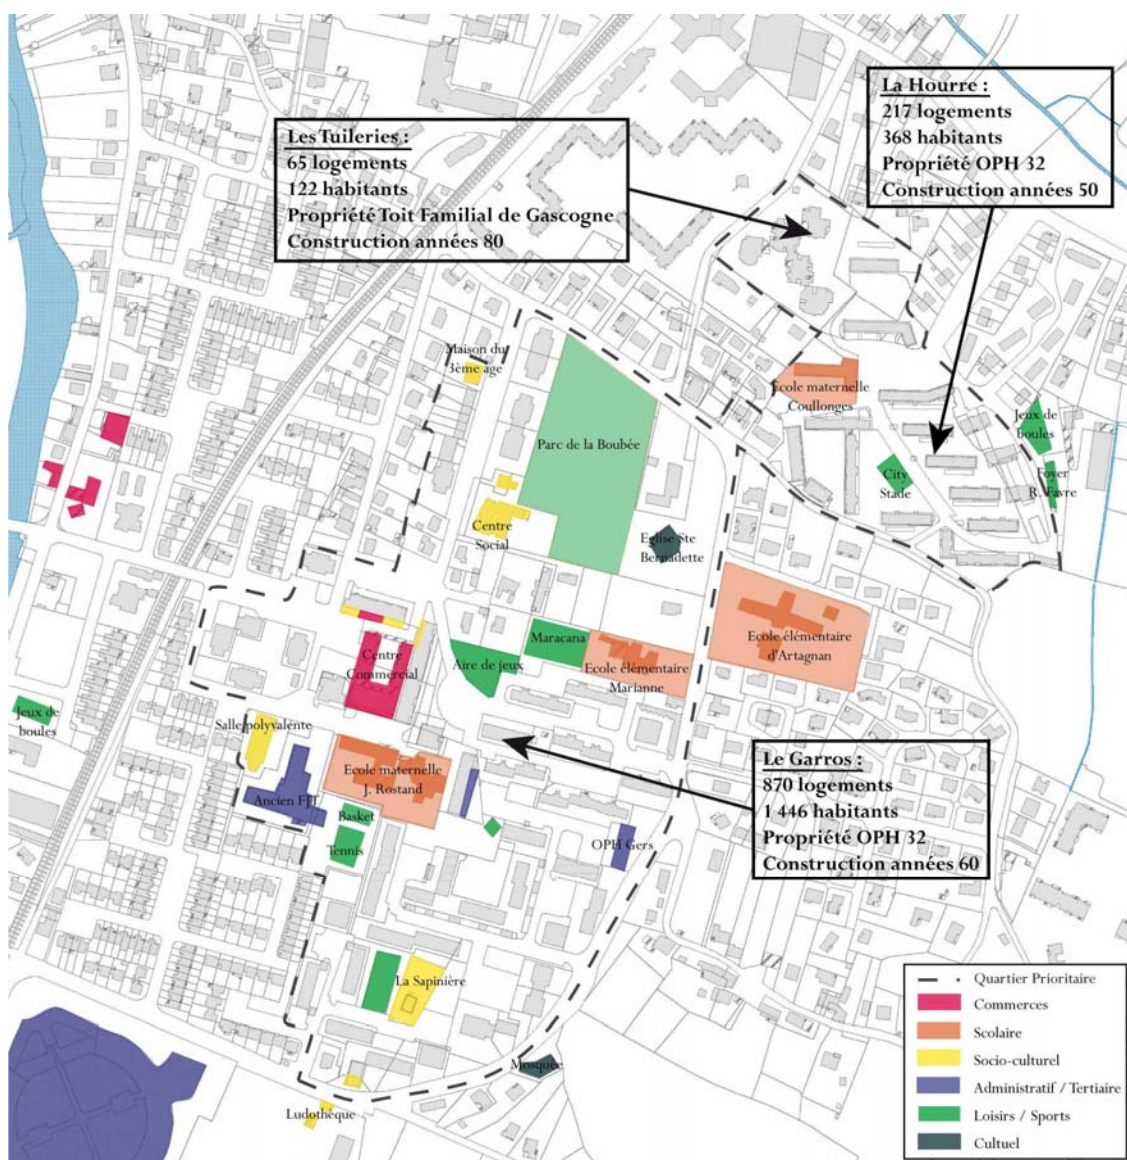 La Hourre :
217 logements
368 habitants
Propriété OPH 32
Construction années 50
Les Tuileries :
65 logements
122 habitants
Propriété Toit Familial de Gascogne
Construction années 80
Maison du
3ème age
Ecole maternelle
Coullonges
Parc de la Boubée
Jeux de
boules
City
Stade
Foyer
R. Favre
Centre
Social
Eglise Ste
Bernadette
Maracana
Ecole élémentaire
d'Artagnan
Centre
Commercial
Aire de jeux
Ecole élémentaire
Marianne
Jeux de
boules
Salle polyvalente
Ecole maternelle
J. Rostand
Ancien FJT
Basket
Tennis
OPH Gers
Le Garros :
870 logements
1 446 habitants
Propriété OPH 32
Construction années 60
La Sapinière
Mosquée
Ludothèque
Quartier Prioritaire
Commerces
Scolaire
Socio-culturel
Administratif / Tertiaire
Loisirs / Sports
Cultuel